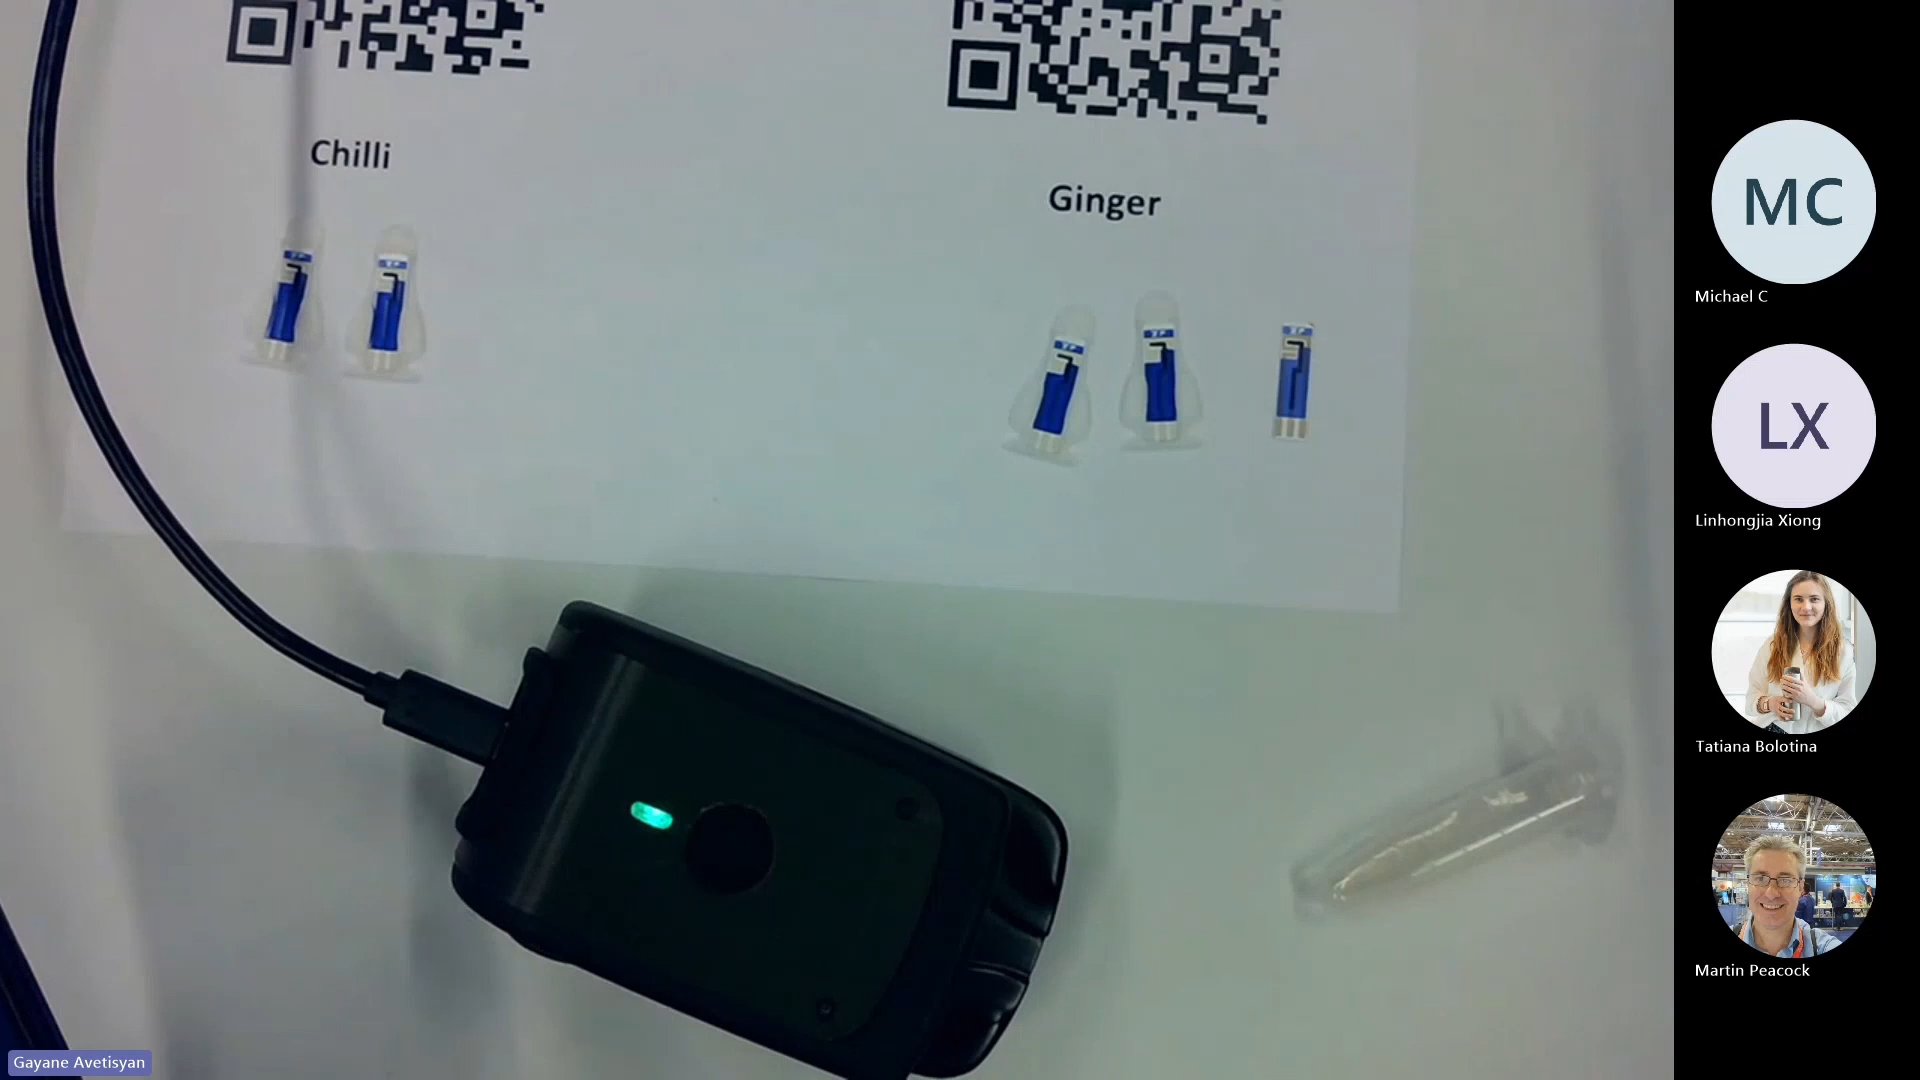 Chilli
Ginger
MC
Michael C
LX
Linhongjia Xiong
Tatiana Bolotina
Martin Peacock
Gayane Avetisyan